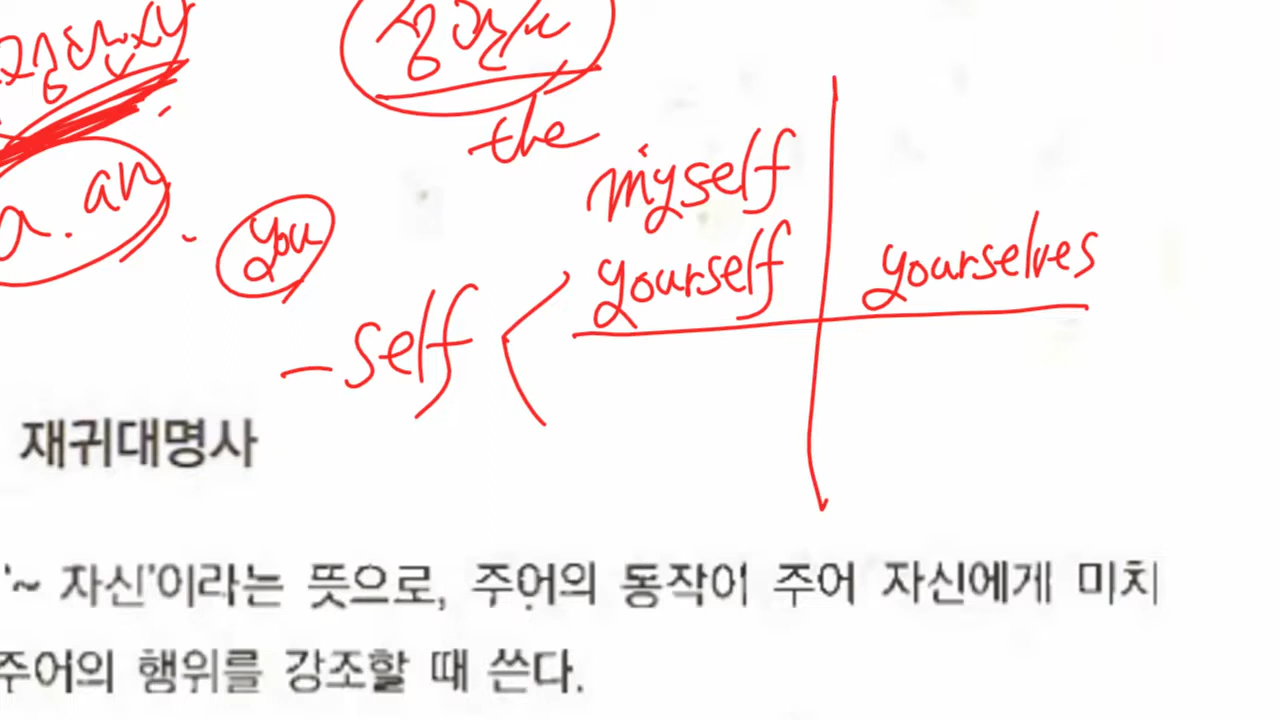 the
a. an
you
myself
yourself yourselves
-self
재귀대명사
'~ 자신'이라는 뜻으로, 주어의 동작이 주어 자신에게 미치
주어의 행위를 강조할 때 쓴다.